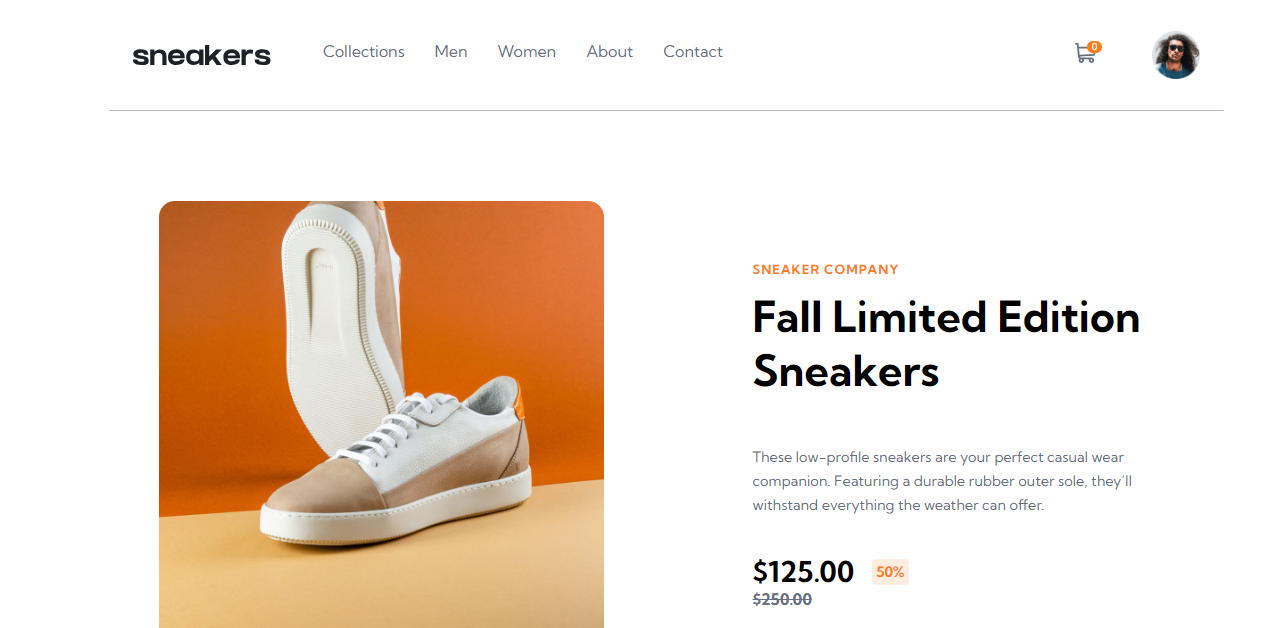 sneakers
Collections Men Women About Contact
0
SNEAKER COMPANY
Fall Limited Edition
Sneakers
These low-profile sneakers are your perfect casual wear
companion. Featuring a durable rubber outer sole, they'll
withstand everything the weather can offer.
$125.00 50%
$250.00